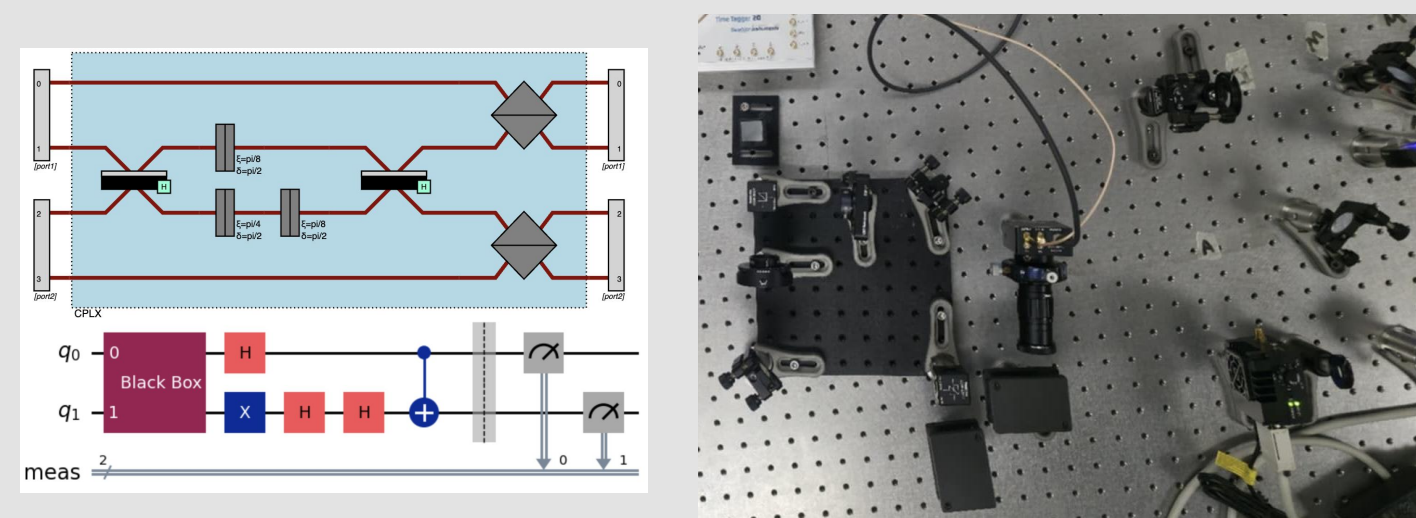 0
0
ξ=pi/8
δ=pi/2
1
1
[port1]
[port1]
H
H
2
2
ξ=pi/4
δ=pi/2
ξ=pi/8
δ=pi/2
3
3
[port2]
[port2]
CPLX
q0 0 H
Black Box
q1 1 X H H
meas 2 0 1
Time Tagger 20